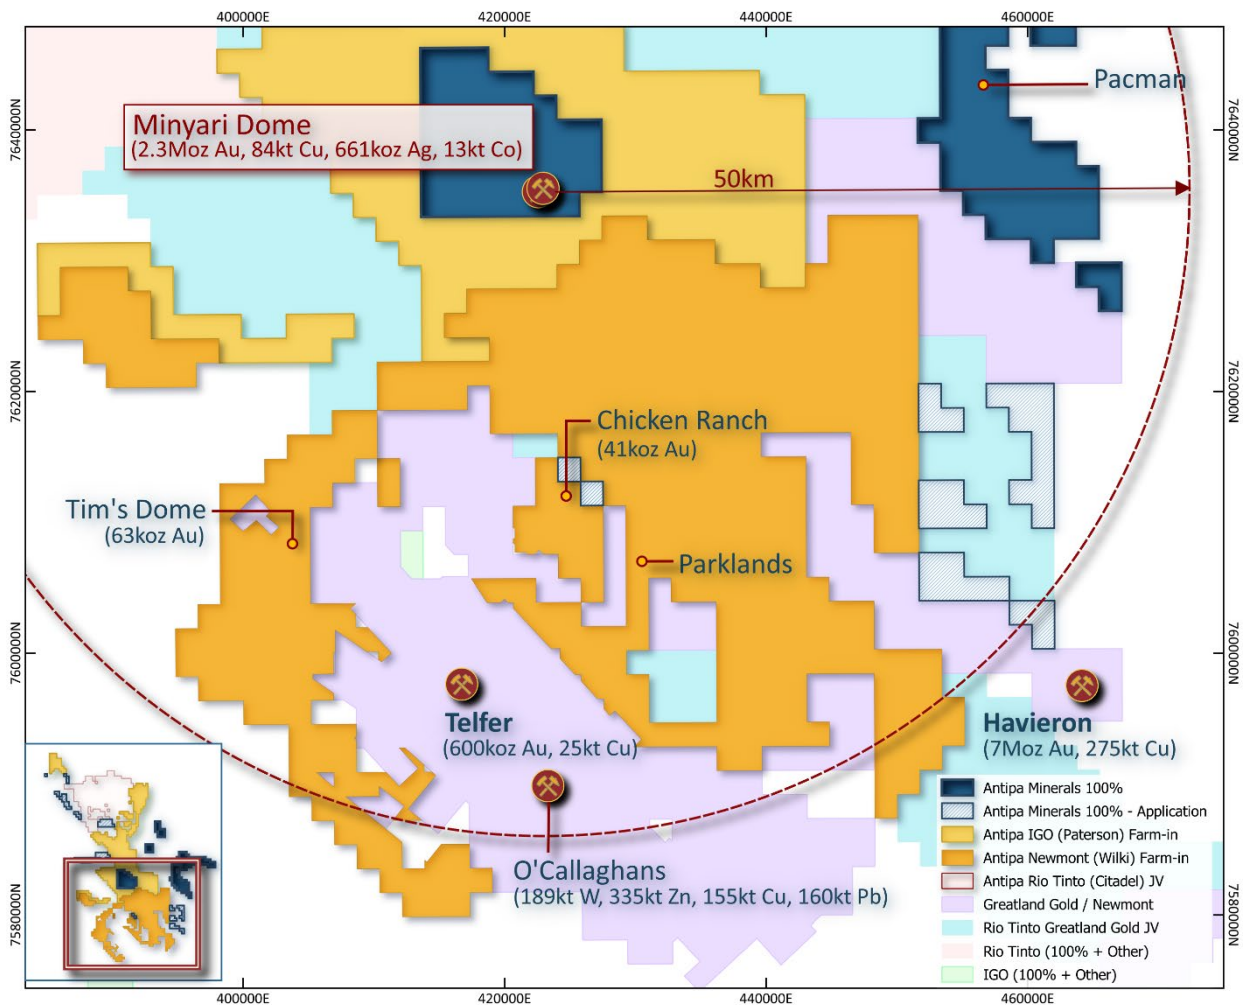 400000E
420000E
440000E
460000E
Pacman
Minyari Dome
(2.3Moz Au, 84kt Cu, 661koz Ag, 13kt Co)
7640000N
7640000N
50km
7620000N
7620000N
Chicken Ranch
(41koz Au)
Tim's Dome
(63koz Au)
Parklands
7600000N
7600000N
Telfer
(600koz Au, 25kt Cu)
Havieron
(7Moz Au, 275kt Cu)
O'Callaghans
(189kt W, 335kt Zn, 155kt Cu, 160kt Pb)
Antipa Minerals 100%
Antipa Minerals 100% - Application
Antipa IGO (Paterson) Farm-in
Antipa Newmont (Wilki) Farm-in
Antipa Rio Tinto (Citadel) JV
Greatland Gold / Newmont
Rio Tinto Greatland Gold JV
Rio Tinto (100% + Other)
IGO (100% + Other)
7580000N
7580000N
400000E
420000E
440000E
460000E